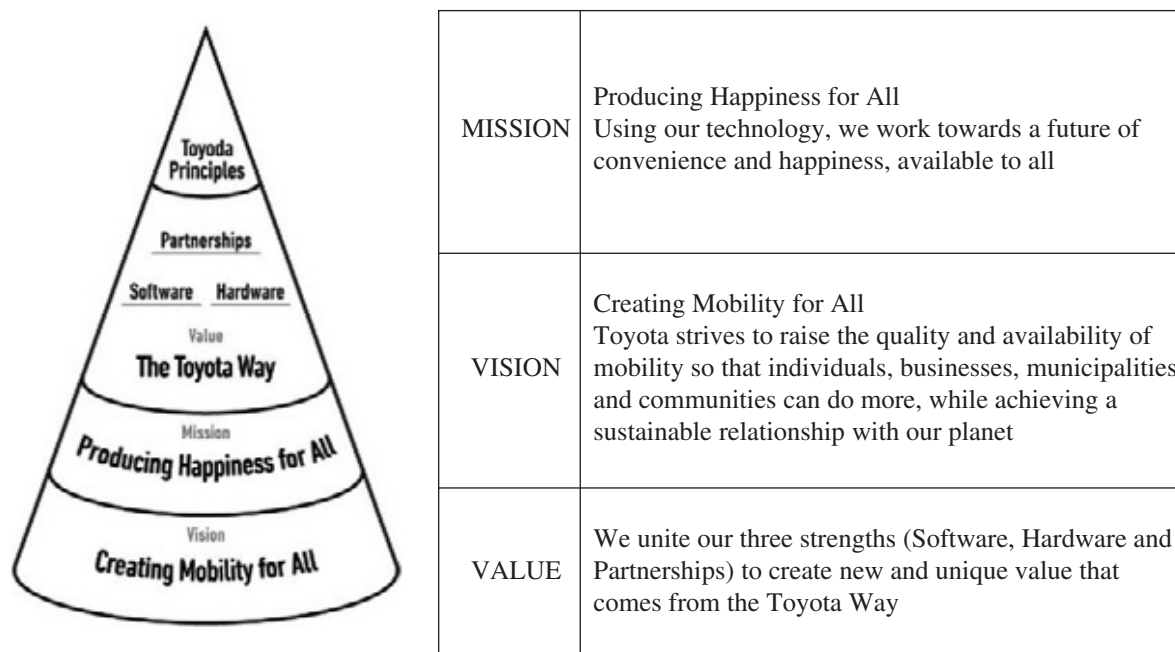 Toyoda
Principles
Partnerships
Software Hardware
Value
The Toyota Way
Mission
Producing Happiness for All
Vision
Creating Mobility for All
MISSION
Producing Happiness for All
Using our technology, we work towards a future of
convenience and happiness, available to all
VISION
Creating Mobility for All
Toyota strives to raise the quality and availability of
mobility so that individuals, businesses, municipalities
and communities can do more, while achieving a
sustainable relationship with our planet
VALUE
We unite our three strengths (Software, Hardware and
Partnerships) to create new and unique value that
comes from the Toyota Way